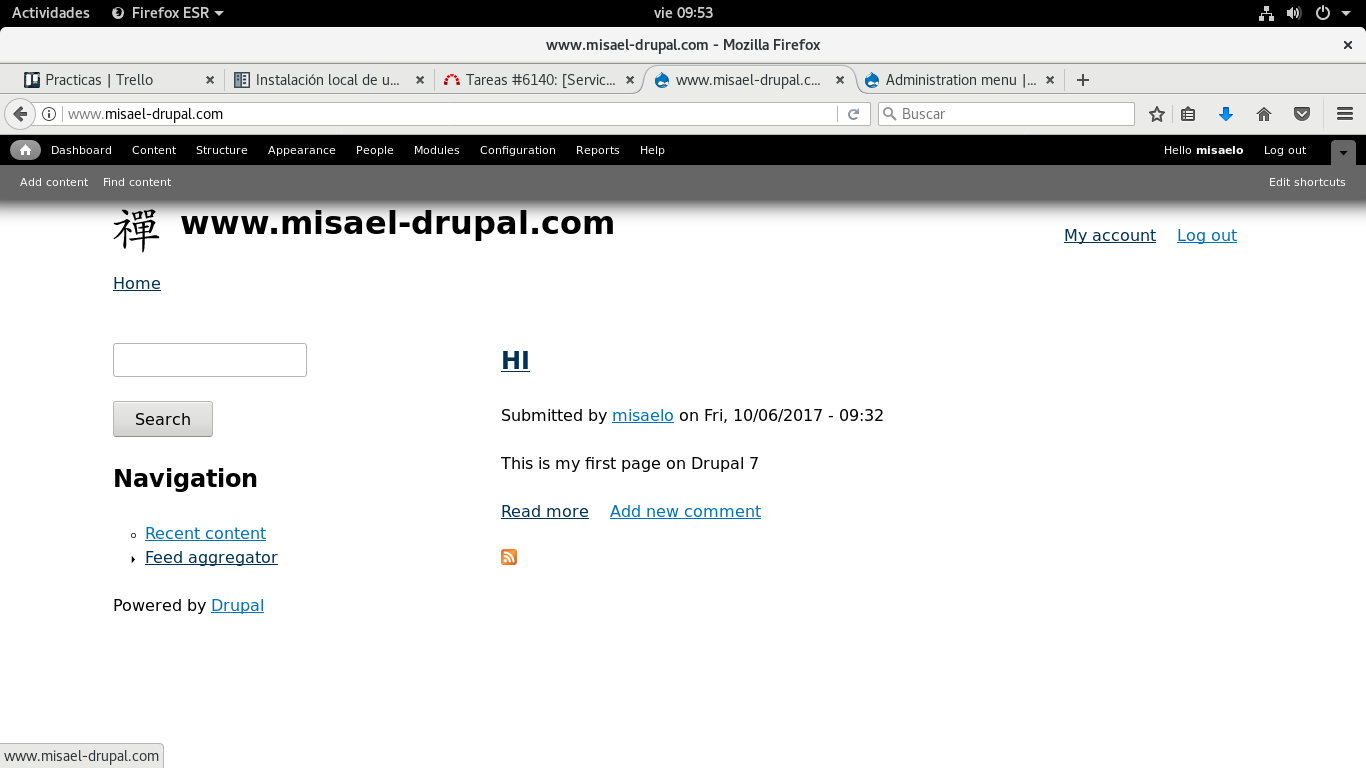 Actividades Firefox ESR vie 09:53
www.misael-drupal.com - Mozilla Firefox
Practicas | Trello Instalación local de u... Tareas #6140: [Servic... www.misael-drupal.c... Administration menu |...
www.misael-drupal.com Buscar
Dashboard Content Structure Appearance People Modules Configuration Reports Help Hello misaelo Log out
Add content Find content Edit shortcuts
禪 www.misael-drupal.com
My account Log out
Home
HI
Search
Submitted by misaelo on Fri, 10/06/2017 - 09:32
This is my first page on Drupal 7
Navigation
Read more Add new comment
Recent content
Feed aggregator
Powered by Drupal
www.misael-drupal.com